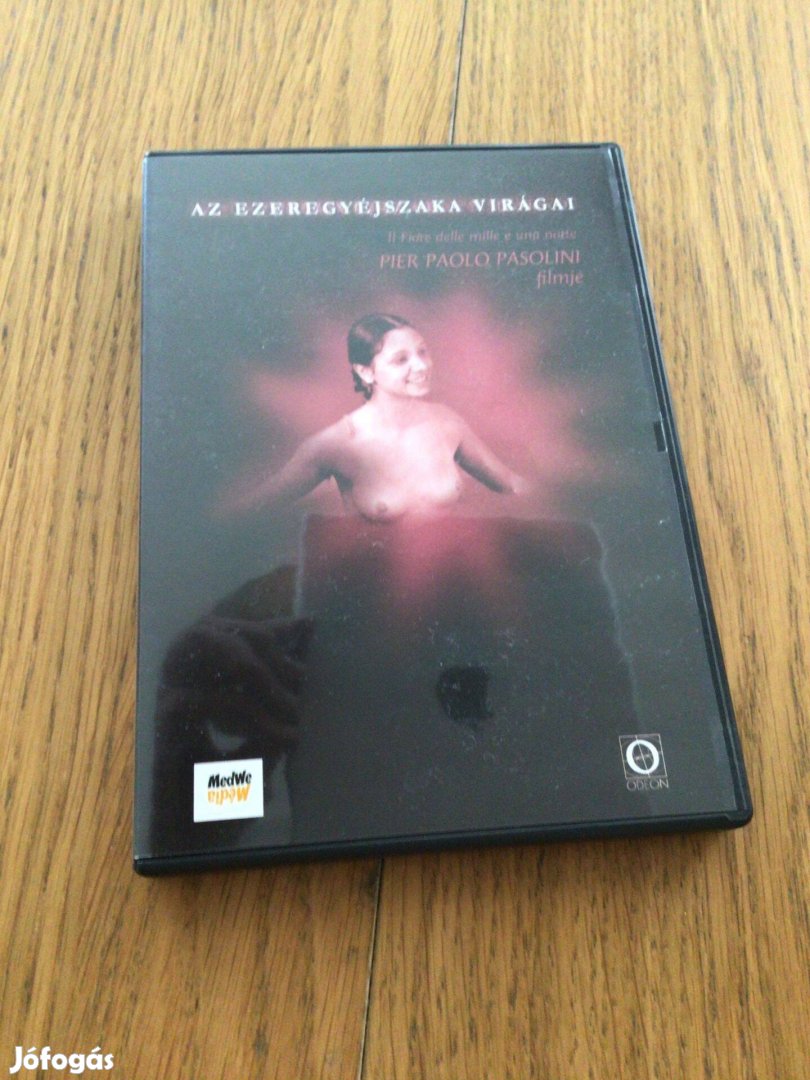 AZ EZEREGYÉJSZAKA VIRÁGAI
Il Fiore delle mille e una notte
PIER PAOLO PASOLINI
filmje
MedWe
Média
ODEON
Jófogás